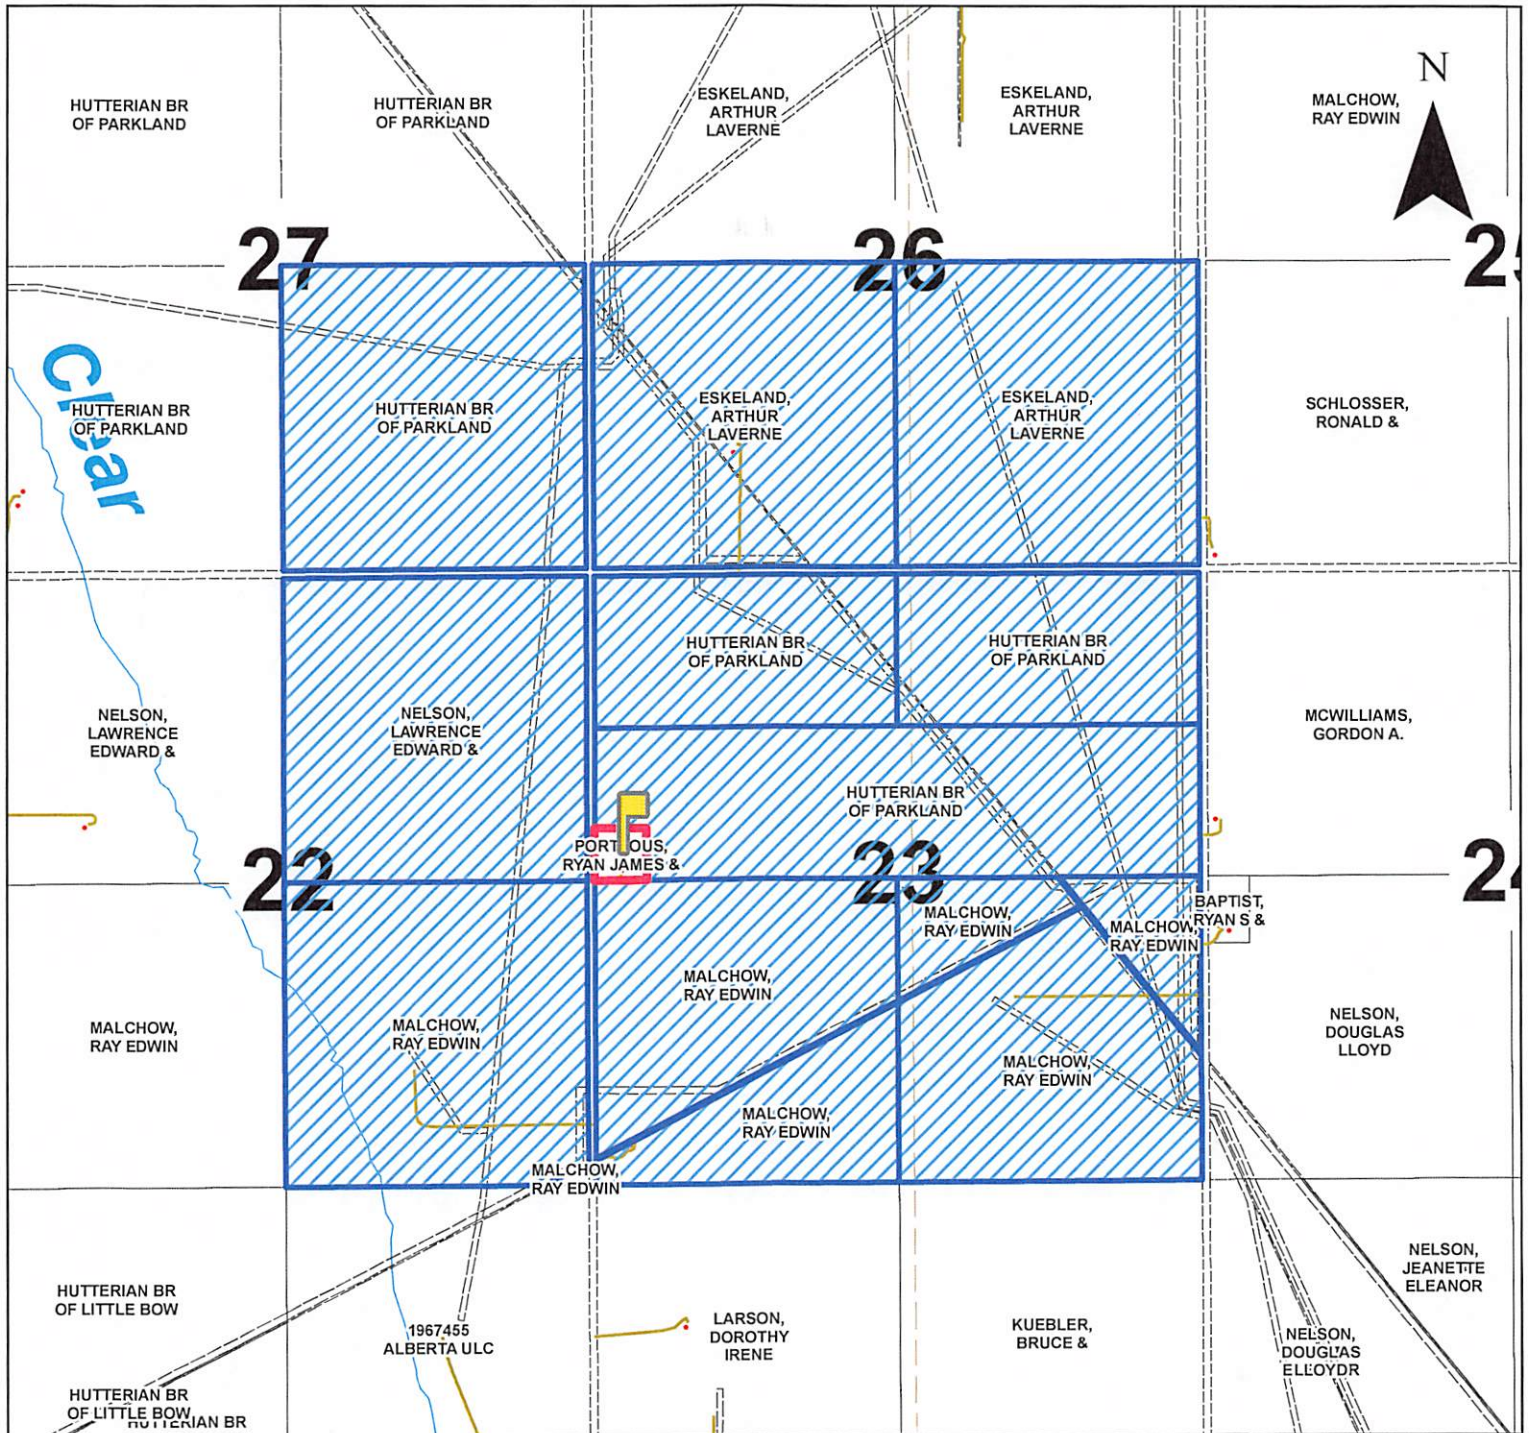 N
HUTTERIAN BR
OF PARKLAND
HUTTERIAN BR
OF PARKLAND
ESKELAND,
ARTHUR
LAVERNE
ESKELAND,
ARTHUR
LAVERNE
MALCHOW,
RAY EDWIN
27
26
25
Clear
HUTTERIAN BR
OF PARKLAND
HUTTERIAN BR
OF PARKLAND
ESKELAND,
ARTHUR
LAVERNE
ESKELAND,
ARTHUR
LAVERNE
SCHLOSSER,
RONALD &
HUTTERIAN BR
OF PARKLAND
HUTTERIAN BR
OF PARKLAND
NELSON,
LAWRENCE
EDWARD &
NELSON,
LAWRENCE
EDWARD &
MCWILLIAMS,
GORDON A.
HUTTERIAN BR
OF PARKLAND
PORTEOUS,
RYAN JAMES &
22
23
24
MALCHOW,
RAY EDWIN
MALCHOW,
RAY EDWIN
BAPTIST,
RYAN S &
MALCHOW,
RAY EDWIN
MALCHOW,
RAY EDWIN
MALCHOW,
RAY EDWIN
NELSON,
DOUGLAS
LLOYD
MALCHOW,
RAY EDWIN
MALCHOW,
RAY EDWIN
MALCHOW,
RAY EDWIN
HUTTERIAN BR
OF LITTLE BOW
1967455
ALBERTA ULC
LARSON,
DOROTHY
IRENE
KUEBLER,
BRUCE &
NELSON,
JEANETTE
ELEANOR
NELSON,
DOUGLAS
ELLOYDR
HUTTERIAN BR
OF LITTLE BOW
HUTTERIAN BR